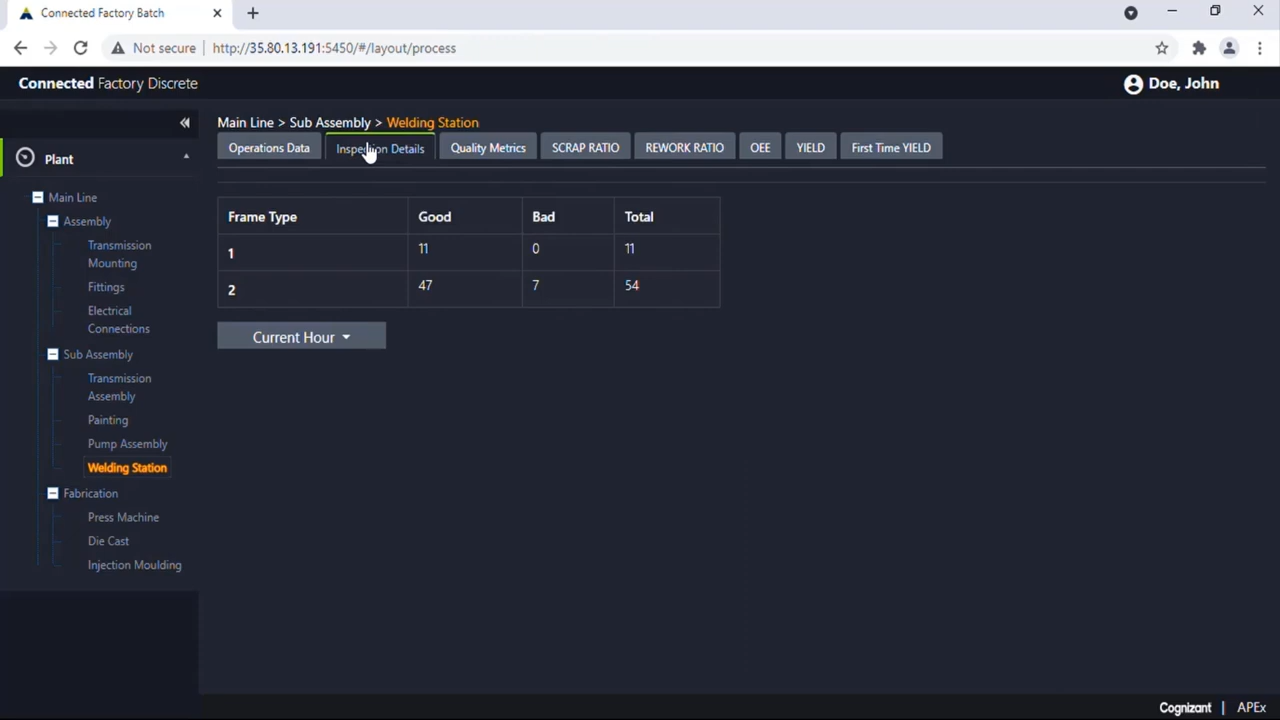 Connected Factory Batch
Not secure
http://35.80.13.191:5450/#/layout/process
Connected Factory Discrete
Doe, John
Plant
Main Line
Assembly
Transmission
Mounting
Fittings
Electrical
Connections
Sub Assembly
Transmission
Assembly
Painting
Pump Assembly
Welding Station
Fabrication
Press Machine
Die Cast
Injection Moulding
Main Line > Sub Assembly > Welding Station
Operations Data
Inspection Details
Quality Metrics
SCRAP RATIO
REWORK RATIO
OEE
YIELD
First Time YIELD
Frame Type Good Bad Total
1 11 0 11
2 47 7 54
Current Hour
Cognizant | APEx